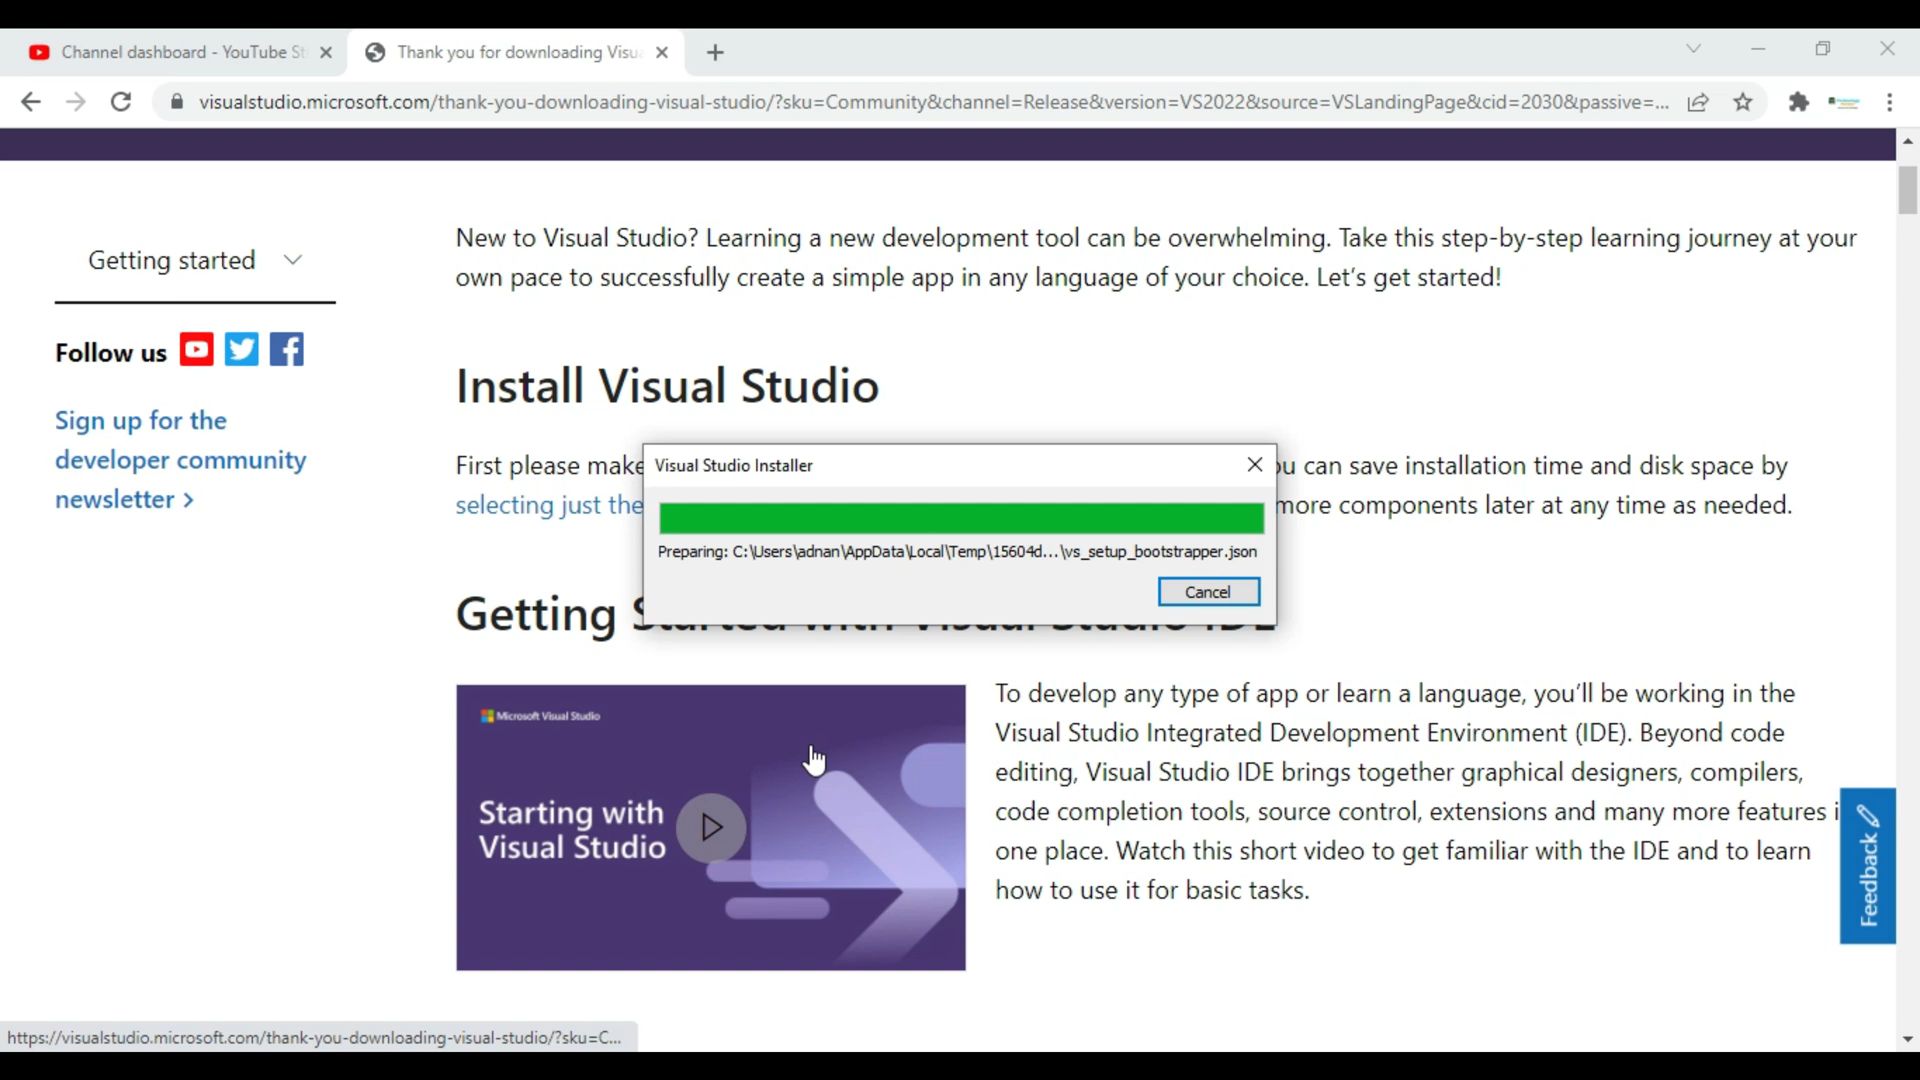 Channel dashboard - YouTube St
Thank you for downloading Visua
visualstudio.microsoft.com/thank-you-downloading-visual-studio/?sku=Community&channel=Release&version=VS2022&source=VSLandingPage&cid=2030&passive=...
Getting started
Follow us
Sign up for the
developer community
newsletter >
New to Visual Studio? Learning a new development tool can be overwhelming. Take this step-by-step learning journey at your
own pace to successfully create a simple app in any language of your choice. Let's get started!
Install Visual Studio
First please make
u can save installation time and disk space by
selecting just the
more components later at any time as needed.
Visual Studio Installer
Preparing: C:\Users\adnan\AppData\Local\Temp\15604d...\vs_setup_bootstrapper.json
Cancel
Getting Started with Visual Studio IDE
Microsoft Visual Studio
Starting with
Visual Studio
To develop any type of app or learn a language, you'll be working in the
Visual Studio Integrated Development Environment (IDE). Beyond code
editing, Visual Studio IDE brings together graphical designers, compilers,
code completion tools, source control, extensions and many more features i
one place. Watch this short video to get familiar with the IDE and to learn
how to use it for basic tasks.
Feedback
https://visualstudio.microsoft.com/thank-you-downloading-visual-studio/?sku=C...